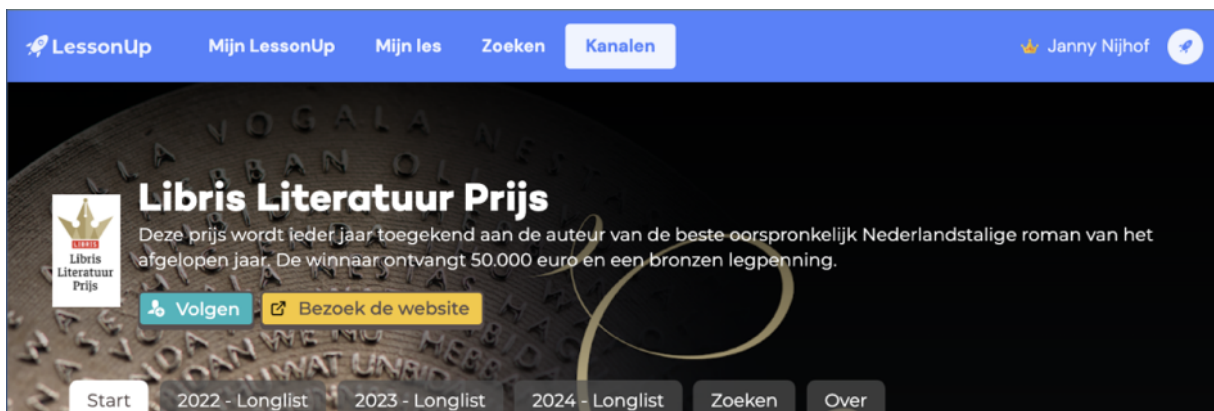 LessonUp Mijn LessonUp Mijn les Zoeken Kanalen Janny Nijhof
Libris Literatuur Prijs
Deze prijs wordt ieder jaar toegekend aan de auteur van de beste oorspronkelijk Nederlandstalige roman van het
afgelopen jaar. De winnaar ontvangt 50.000 euro en een bronzen legpenning.
LIBRIS
Libris
Literatuur
Prijs
Volgen Bezoek de website
Start 2022 - Longlist 2023 - Longlist 2024 - Longlist Zoeken Over